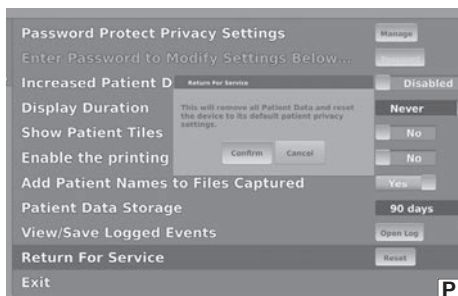 Password Protect Privacy Settings Manage
Enter Password to Modify Settings Below...
Increased Patient D Disabled
Return For Service
This will remove all Patient Data and reset
the device to its default patient privacy
settings.
Confirm Cancel
Display Duration Never
Show Patient Tiles No
Enable the printing No
Add Patient Names to Files Captured Yes
Patient Data Storage 90 days
View/Save Logged Events Open Log
Return For Service Reset
Exit
P